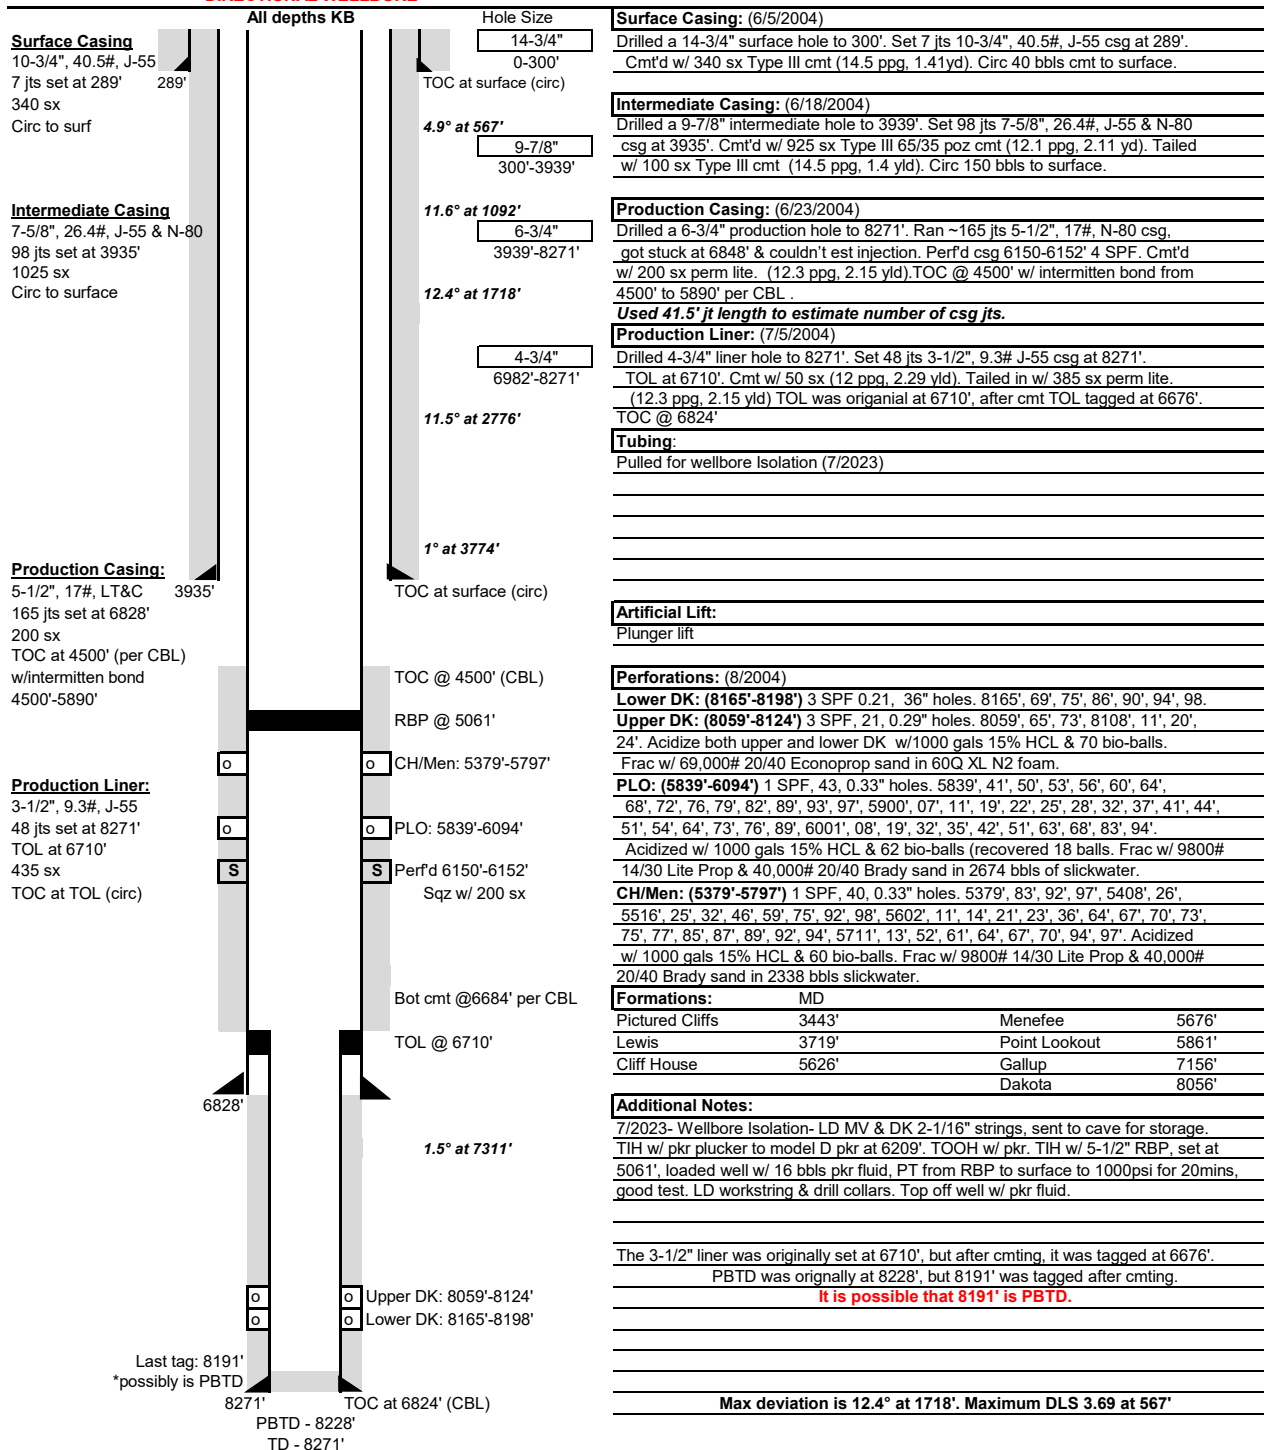 All depths KB
Hole Size
Surface Casing
10-3/4", 40.5#, J-55
7 jts set at 289'
289'
340 sx
Circ to surf
14-3/4"
0-300'
TOC at surface (circ)
4.9° at 567'
9-7/8"
300'-3939'
Intermediate Casing
7-5/8", 26.4#, J-55 & N-80
98 jts set at 3935'
1025 sx
Circ to surface
11.6° at 1092'
6-3/4"
3939'-8271'
12.4° at 1718'
4-3/4"
6982'-8271'
11.5° at 2776'
1° at 3774'
Production Casing:
5-1/2", 17#, LT&C
3935'
165 jts set at 6828'
200 sx
TOC at 4500' (per CBL)
w/intermitten bond
4500'-5890'
TOC at surface (circ)
TOC @ 4500' (CBL)
RBP @ 5061'
o
o
CH/Men: 5379'-5797'
Production Liner:
3-1/2", 9.3#, J-55
48 jts set at 8271'
TOL at 6710'
435 sx
TOC at TOL (circ)
o
o
PLO: 5839'-6094'
S
S
Perf'd 6150'-6152'
Sqz w/ 200 sx
Bot cmt @6684' per CBL
TOL @ 6710'
6828'
1.5° at 7311'
o
o
Upper DK: 8059'-8124'
o
o
Lower DK: 8165'-8198'
Last tag: 8191'
*possibly is PBTD
8271'
TOC at 6824' (CBL)
PBTD - 8228'
TD - 8271'
Surface Casing: (6/5/2004)
Drilled a 14-3/4" surface hole to 300'. Set 7 jts 10-3/4", 40.5#, J-55 csg at 289'.
Cmt'd w/ 340 sx Type III cmt (14.5 ppg, 1.41yd). Circ 40 bbls cmt to surface.
Intermediate Casing: (6/18/2004)
Drilled a 9-7/8" intermediate hole to 3939'. Set 98 jts 7-5/8", 26.4#, J-55 & N-80
csg at 3935'. Cmt'd w/ 925 sx Type III 65/35 poz cmt (12.1 ppg, 2.11 yd). Tailed
w/ 100 sx Type III cmt (14.5 ppg, 1.4 yld). Circ 150 bbls to surface.
Production Casing: (6/23/2004)
Drilled a 6-3/4" production hole to 8271'. Ran ~165 jts 5-1/2", 17#, N-80 csg,
got stuck at 6848' & couldn't est injection. Perf'd csg 6150-6152' 4 SPF. Cmt'd
w/ 200 sx perm lite. (12.3 ppg, 2.15 yld).TOC @ 4500' w/ intermitten bond from
4500' to 5890' per CBL .
Used 41.5' jt length to estimate number of csg jts.
Production Liner: (7/5/2004)
Drilled 4-3/4" liner hole to 8271'. Set 48 jts 3-1/2", 9.3# J-55 csg at 8271'.
TOL at 6710'. Cmt w/ 50 sx (12 ppg, 2.29 yld). Tailed in w/ 385 sx perm lite.
(12.3 ppg, 2.15 yld) TOL was origanial at 6710', after cmt TOL tagged at 6676'.
TOC @ 6824'
Tubing:
Pulled for wellbore Isolation (7/2023)
Artificial Lift:
Plunger lift
Perforations: (8/2004)
Lower DK: (8165'-8198') 3 SPF 0.21, 36" holes. 8165', 69', 75', 86', 90', 94', 98.
Upper DK: (8059'-8124') 3 SPF, 21, 0.29" holes. 8059', 65', 73', 8108', 11', 20',
24'. Acidize both upper and lower DK w/1000 gals 15% HCL & 70 bio-balls.
Frac w/ 69,000# 20/40 Econoprop sand in 60Q XL N2 foam.
PLO: (5839'-6094') 1 SPF, 43, 0.33" holes. 5839', 41', 50', 53', 56', 60', 64',
68', 72', 76, 79', 82', 89', 93', 97', 5900', 07', 11', 19', 22', 25', 28', 32', 37', 41', 44',
51', 54', 64', 73', 76', 89', 6001', 08', 19', 32', 35', 42', 51', 63', 68', 83', 94'.
Acidized w/ 1000 gals 15% HCL & 62 bio-balls (recovered 18 balls. Frac w/ 9800#
14/30 Lite Prop & 40,000# 20/40 Brady sand in 2674 bbls of slickwater.
CH/Men: (5379'-5797') 1 SPF, 40, 0.33" holes. 5379', 83', 92', 97', 5408', 26',
5516', 25', 32', 46', 59', 75', 92', 98', 5602', 11', 14', 21', 23', 36', 64', 67', 70', 73',
75', 77', 85', 87', 89', 92', 94', 5711', 13', 52', 61', 64', 67', 70', 94', 97'. Acidized
w/ 1000 gals 15% HCL & 60 bio-balls. Frac w/ 9800# 14/30 Lite Prop & 40,000#
20/40 Brady sand in 2338 bbls slickwater.
Formations: MD
Pictured Cliffs 3443' Menefee 5676'
Lewis 3719' Point Lookout 5861'
Cliff House 5626' Gallup 7156'
Dakota 8056'
Additional Notes:
7/2023- Wellbore Isolation- LD MV & DK 2-1/16" strings, sent to cave for storage.
TIH w/ pkr plucker to model D pkr at 6209'. TOOH w/ pkr. TIH w/ 5-1/2" RBP, set at
5061', loaded well w/ 16 bbls pkr fluid, PT from RBP to surface to 1000psi for 20mins,
good test. LD workstring & drill collars. Top off well w/ pkr fluid.
The 3-1/2" liner was originally set at 6710', but after cmting, it was tagged at 6676'.
PBTD was orignally at 8228', but 8191' was tagged after cmting.
It is possible that 8191' is PBTD.
Max deviation is 12.4° at 1718'. Maximum DLS 3.69 at 567'